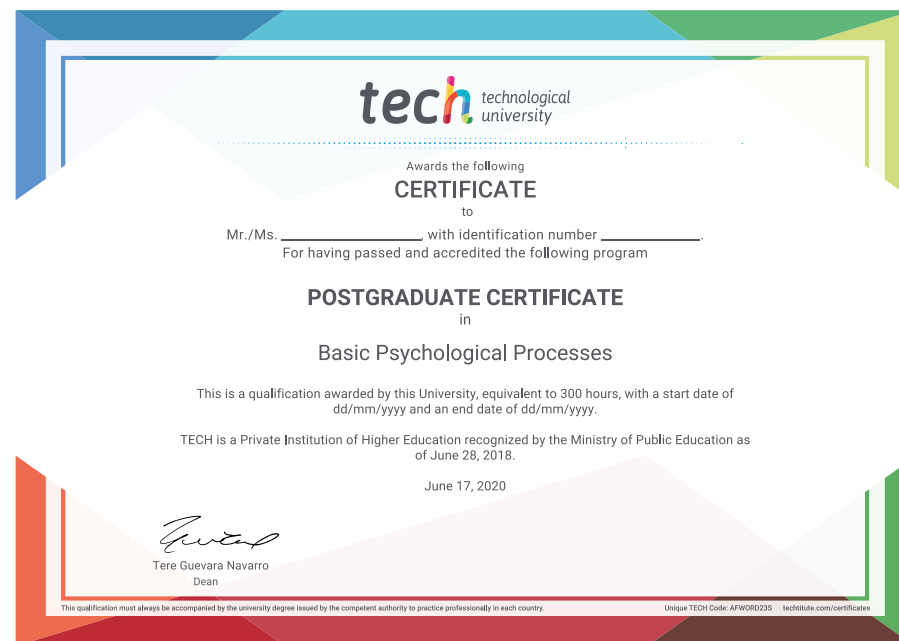 tech technological
university
Awards the following
CERTIFICATE
to
Mr./Ms. ____________, with identification number ____________.
For having passed and accredited the following program
POSTGRADUATE CERTIFICATE
in
Basic Psychological Processes
This is a qualification awarded by this University, equivalent to 300 hours, with a start date of
dd/mm/yyyy and an end date of dd/mm/yyyy.
TECH is a Private Institution of Higher Education recognized by the Ministry of Public Education as
of June 28, 2018.
June 17, 2020
Tere Guevara Navarro
Dean
This qualification must always be accompanied by the university degree issued by the competent authority to practice professionally in each country. Unique TECH Code: AFWORD23S techtitute.com/certificates